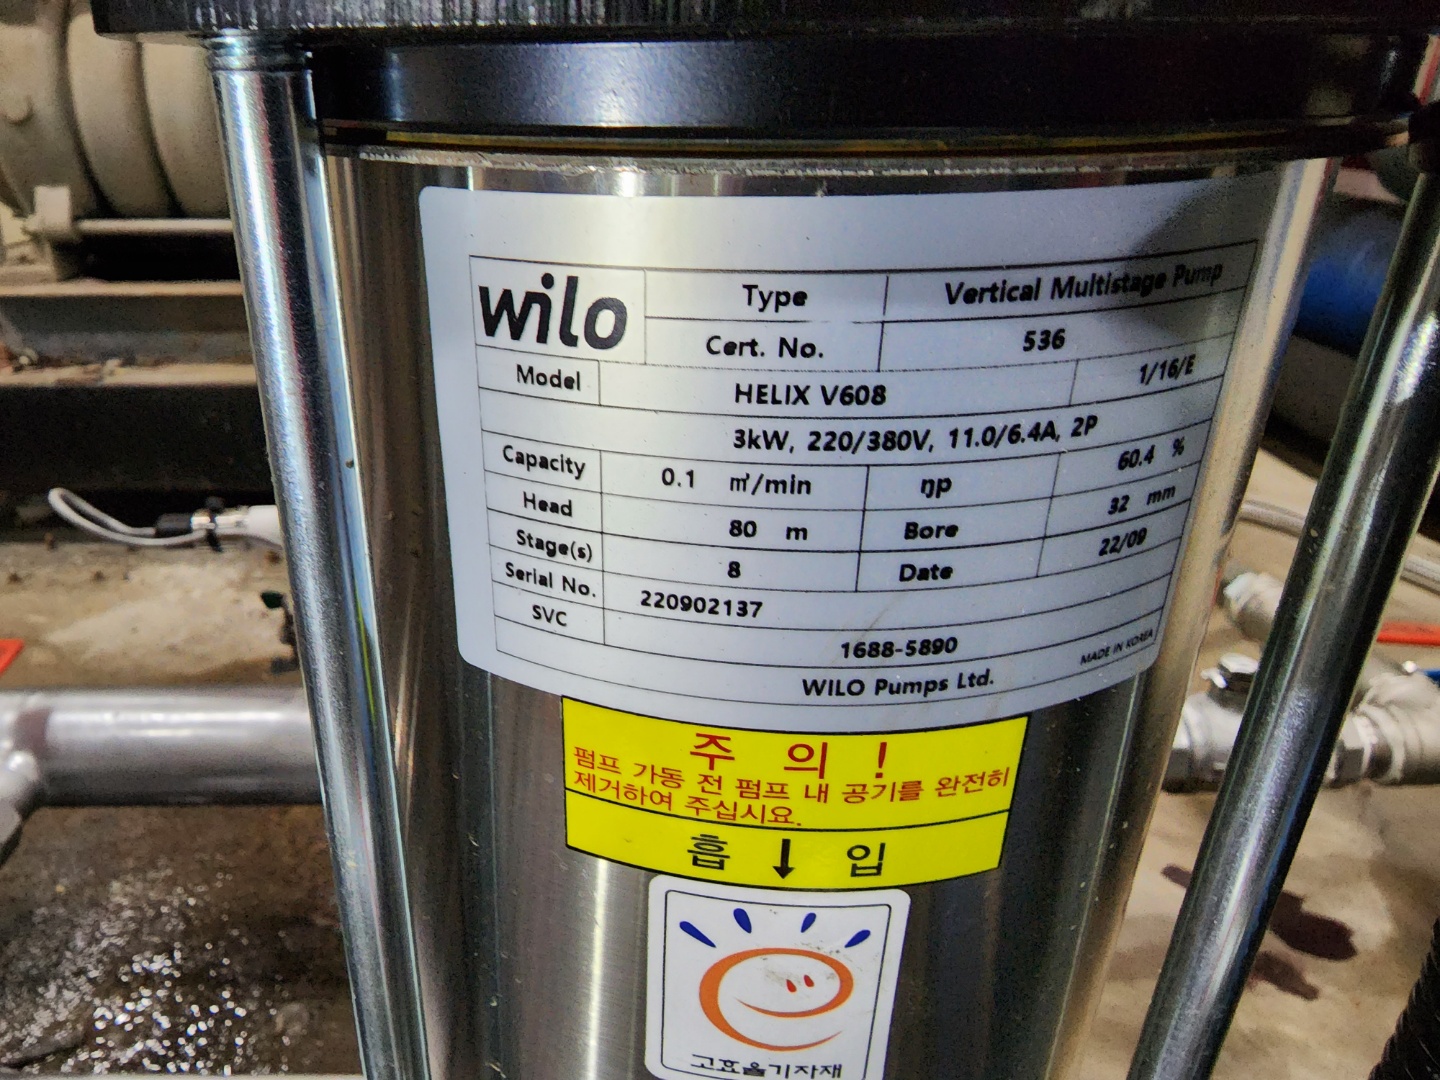 wilo
Type Vertical Multistage Pump
Cert. No. 536
Model HELIX V608 1/16/E
3kW, 220/380V, 11.0/6.4A, 2P
Capacity 0.1 ㎥/min ηp 60.4 %
Head 80 m Bore 32 mm
Stage(s) 8 Date 22/09
Serial No. 220902137
SVC 1688-5890
WILO Pumps Ltd. MADE IN KOREA
주 의 !
펌프 가동 전 펌프 내 공기를 완전히
제거하여 주십시요.
흡 ↓ 입
고효율기자재